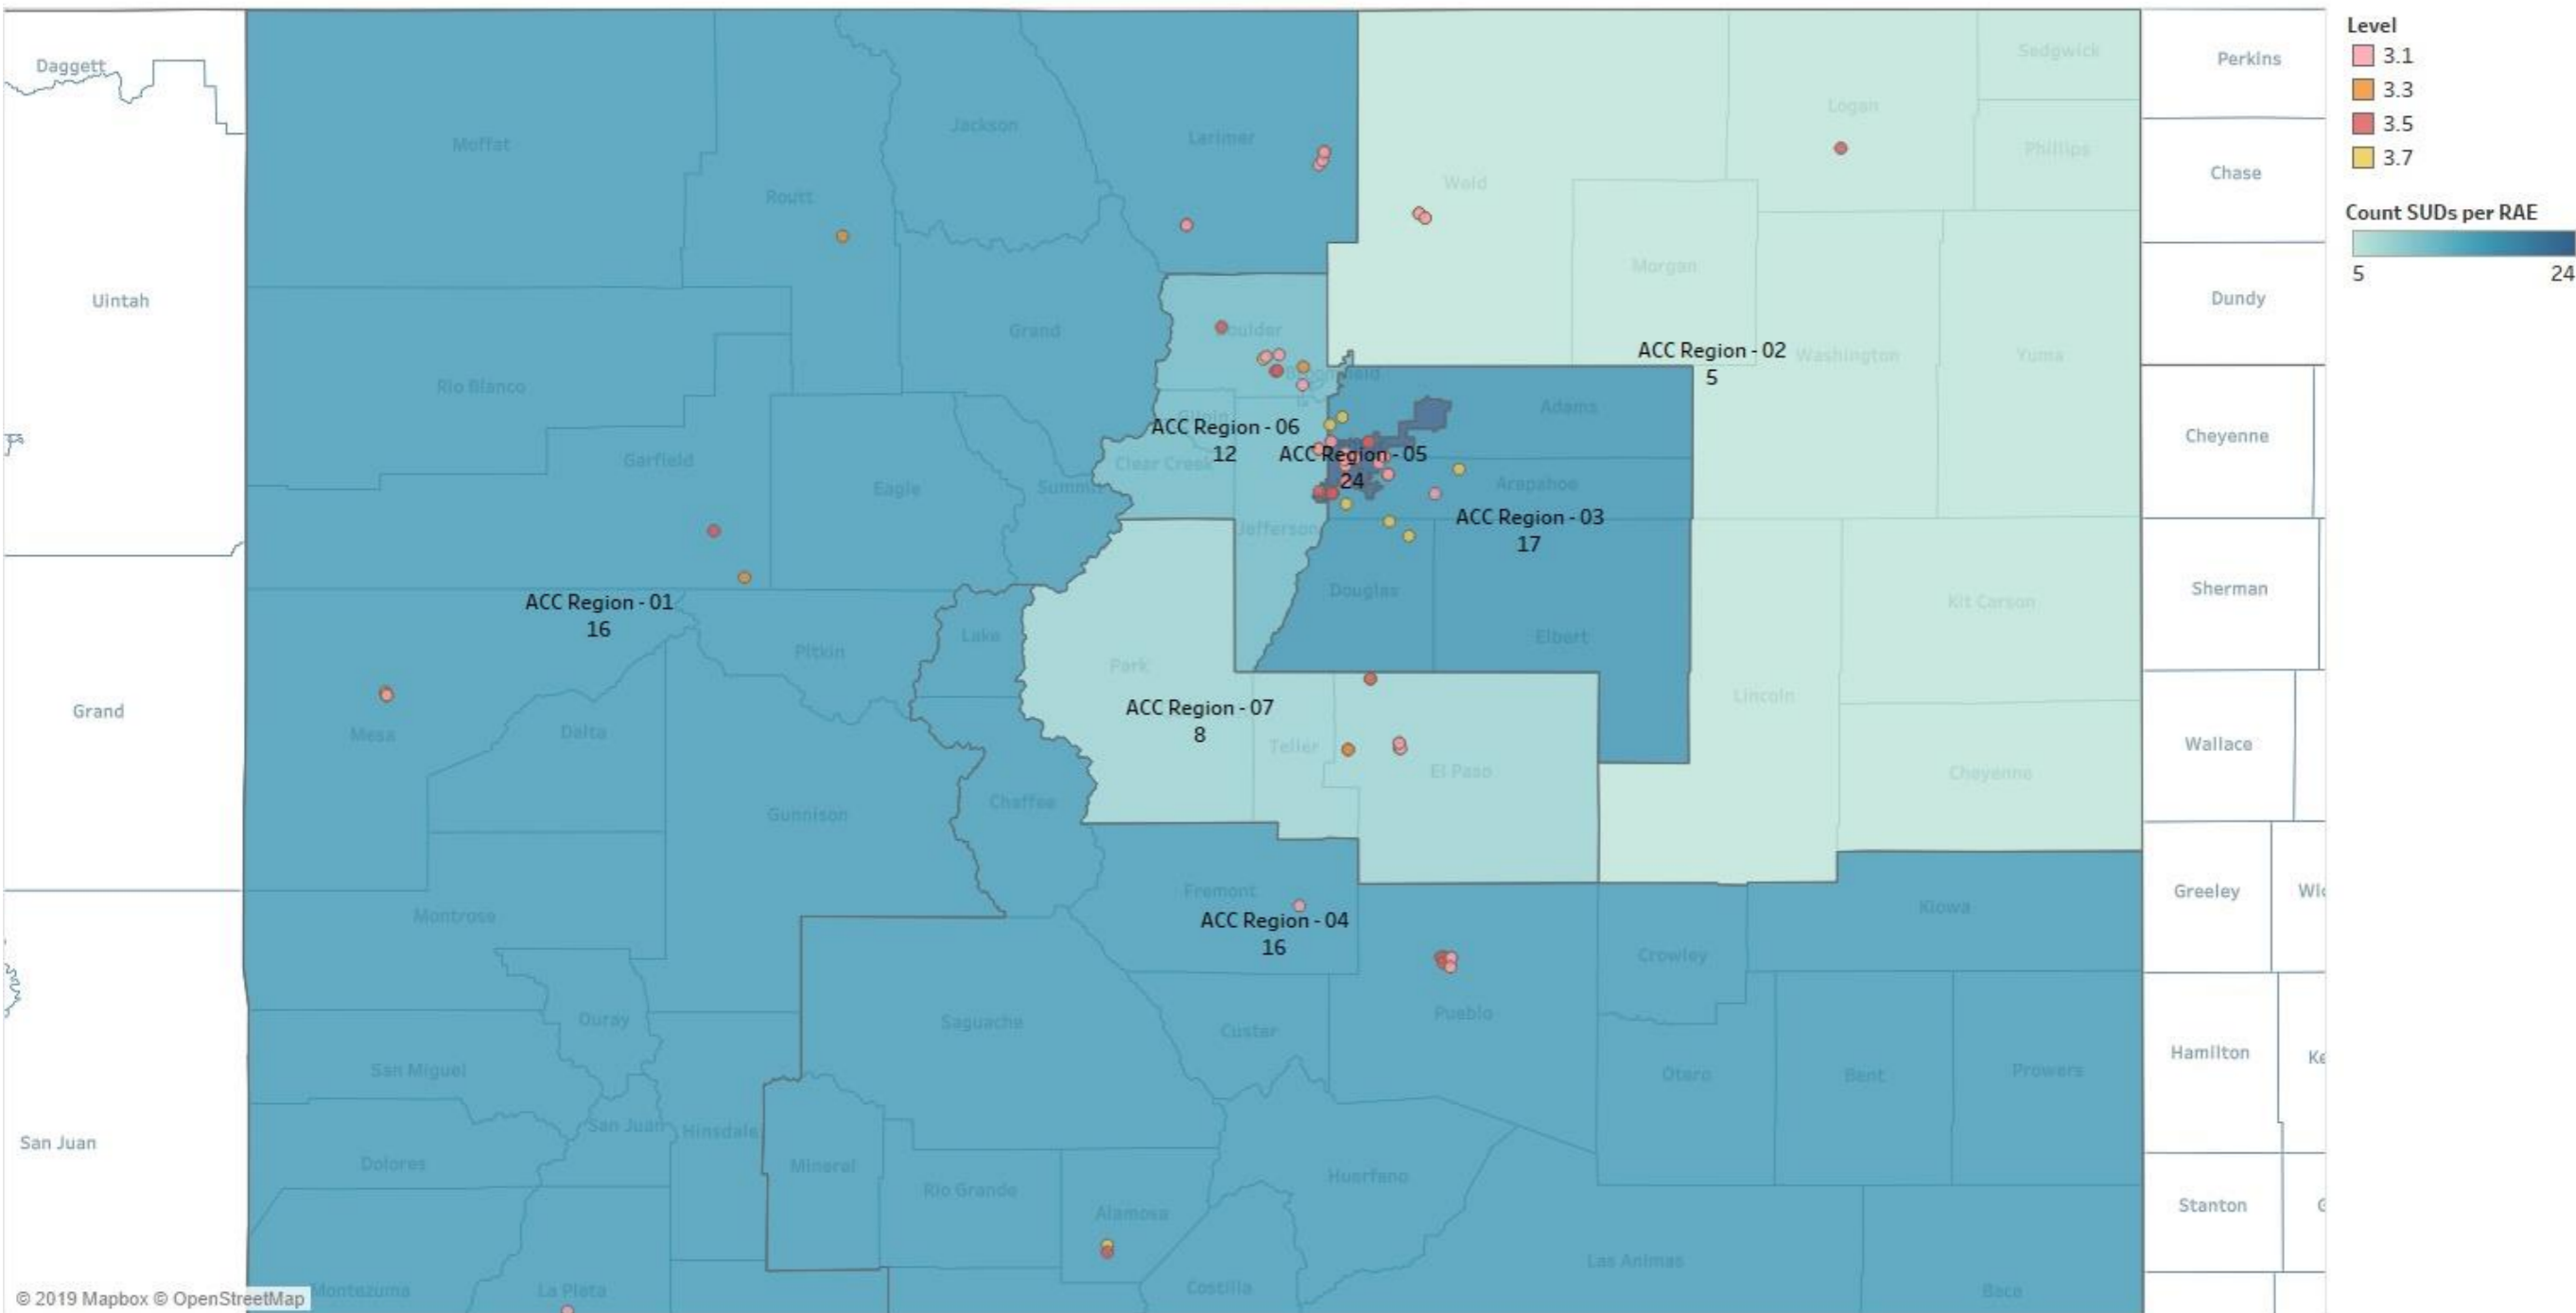 Level
3.1
3.3
3.5
3.7
Count SUDs per RAE
5 24
Daggett
Uintah
Grand
San Juan
Moffat
Jackson
Larimer
Routt
Weld
Logan
Sedgwick
Phillips
Morgan
Perkins
Chase
Dundy
Rio Blanco
Grand
oulder
Broomfield
Washington
Yuma
ACC Region - 02
5
Adams
Gilpin
ACC Region - 06
12
ACC Region - 05
24
Cheyenne
Garfield
Eagle
Summit
Clear Creek
Arapahoe
Jefferson
ACC Region - 03
17
Sherman
ACC Region - 01
16
Pitkin
Lake
Park
Douglas
Elbert
Kit Carson
Lincoln
Mesa
Delta
ACC Region - 07
8
Teller
El Paso
Cheyenne
Wallace
Gunnison
Chaffee
Montrose
Fremont
ACC Region - 04
16
Crowley
Kiowa
Greeley
Wic
Ouray
Saguache
Custer
Pueblo
San Miguel
Otero
Bent
Prowers
Hamilton
Ke
San Juan
Hinsdale
Dolores
Mineral
Rio Grande
Alamosa
Huerfano
Stanton
Montezuma
La Plata
Costilla
Las Animas
Baca
© 2019 Mapbox © OpenStreetMap